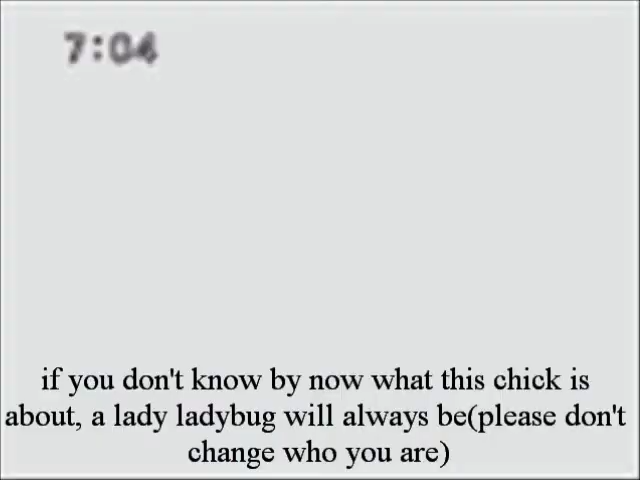 7:04
if you don't know by now what this chick is
about, a lady ladybug will always be(please don't
change who you are)